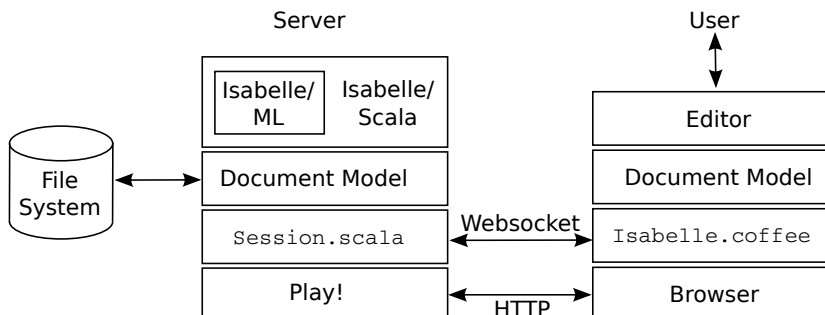 Server
User
Isabelle/
ML
Isabelle/
Scala
Editor
File
System
Document Model
Document Model
Session.scala
Websocket
Isabelle.coffee
Play!
HTTP
Browser